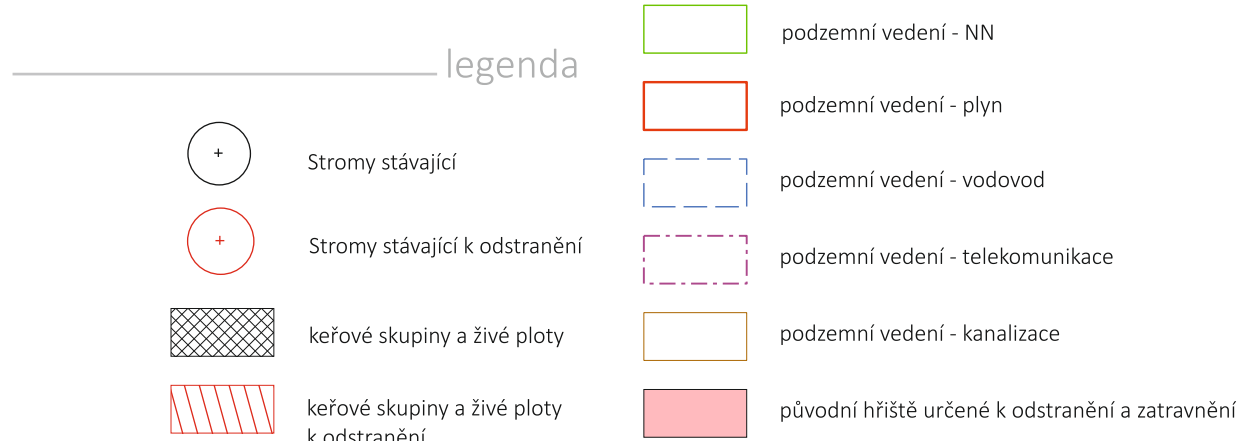 legenda
Stromy stávající
Stromy stávající k odstranění
keřové skupiny a živé ploty
keřové skupiny a živé ploty
k odstranění
podzemní vedení - NN
podzemní vedení - plyn
podzemní vedení - vodovod
podzemní vedení - telekomunikace
podzemní vedení - kanalizace
původní hřiště určené k odstranění a zatravnění